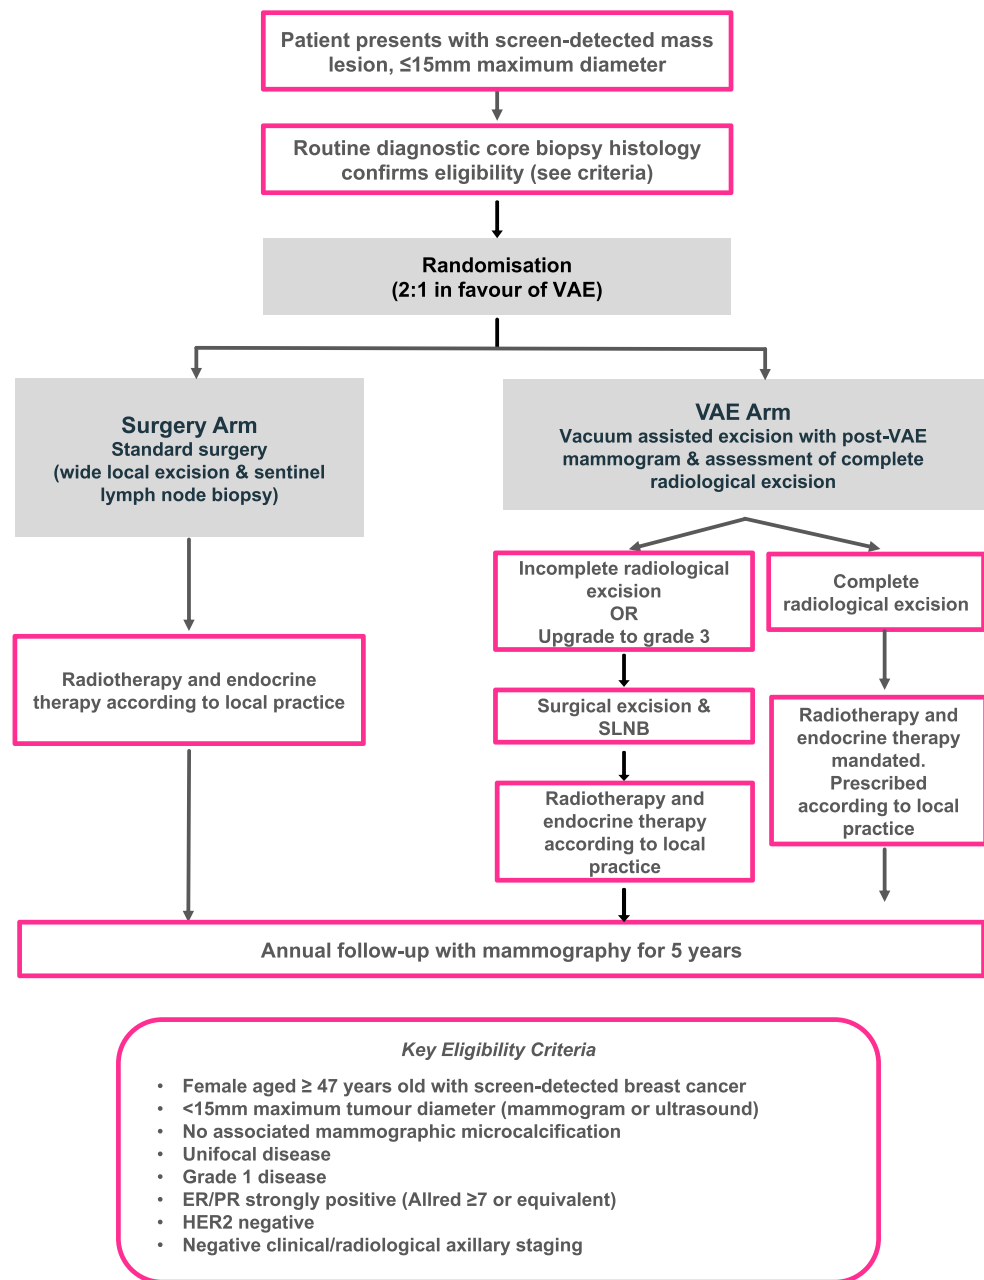 Patient presents with screen-detected mass
lesion, ≤15mm maximum diameter
Routine diagnostic core biopsy histology
confirms eligibility (see criteria)
Randomisation
(2:1 in favour of VAE)
Surgery Arm
Standard surgery
(wide local excision & sentinel
lymph node biopsy)
VAE Arm
Vacuum assisted excision with post-VAE
mammogram & assessment of complete
radiological excision
Incomplete radiological
excision
OR
Upgrade to grade 3
Complete
radiological excision
Radiotherapy and endocrine
therapy according to local practice
Surgical excision &
SLNB
Radiotherapy and
endocrine therapy
mandated.
Prescribed
according to local
practice
Radiotherapy and
endocrine therapy
according to local
practice
Annual follow-up with mammography for 5 years
Key Eligibility Criteria
• Female aged ≥ 47 years old with screen-detected breast cancer
• <15mm maximum tumour diameter (mammogram or ultrasound)
• No associated mammographic microcalcification
• Unifocal disease
• Grade 1 disease
• ER/PR strongly positive (Allred ≥7 or equivalent)
• HER2 negative
• Negative clinical/radiological axillary staging